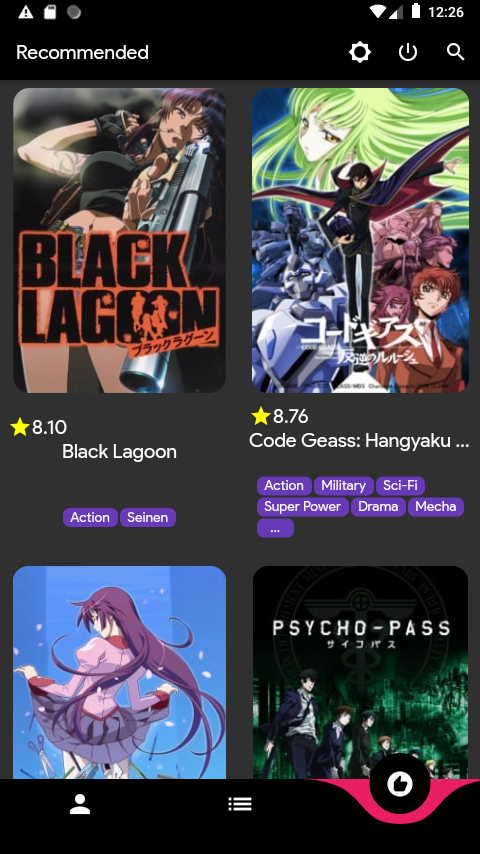 12:26
Recommended
BLACK
LAGOON
ブラックラグーン
コードギアス
反逆のルルーシュ
8.10
Black Lagoon
Action
Seinen
8.76
Code Geass: Hangyaku ...
Action Military Sci-Fi
Super Power Drama Mecha
...
PSYCHO-PASS
サイコパス